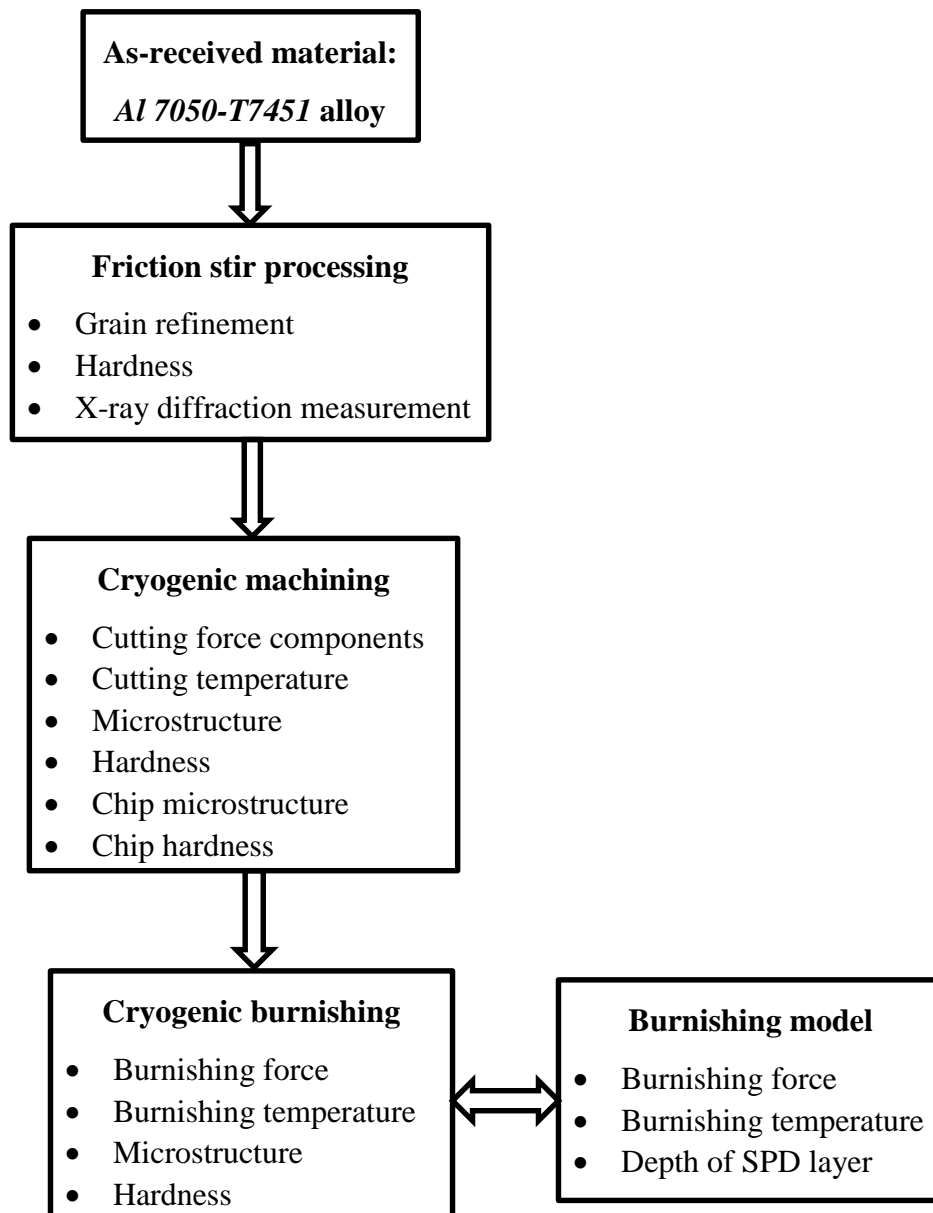 As-received material:
Al 7050-T7451 alloy
Friction stir processing
• Grain refinement
• Hardness
• X-ray diffraction measurement
Cryogenic machining
• Cutting force components
• Cutting temperature
• Microstructure
• Hardness
• Chip microstructure
• Chip hardness
Cryogenic burnishing
• Burnishing force
• Burnishing temperature
• Microstructure
• Hardness
Burnishing model
• Burnishing force
• Burnishing temperature
• Depth of SPD layer